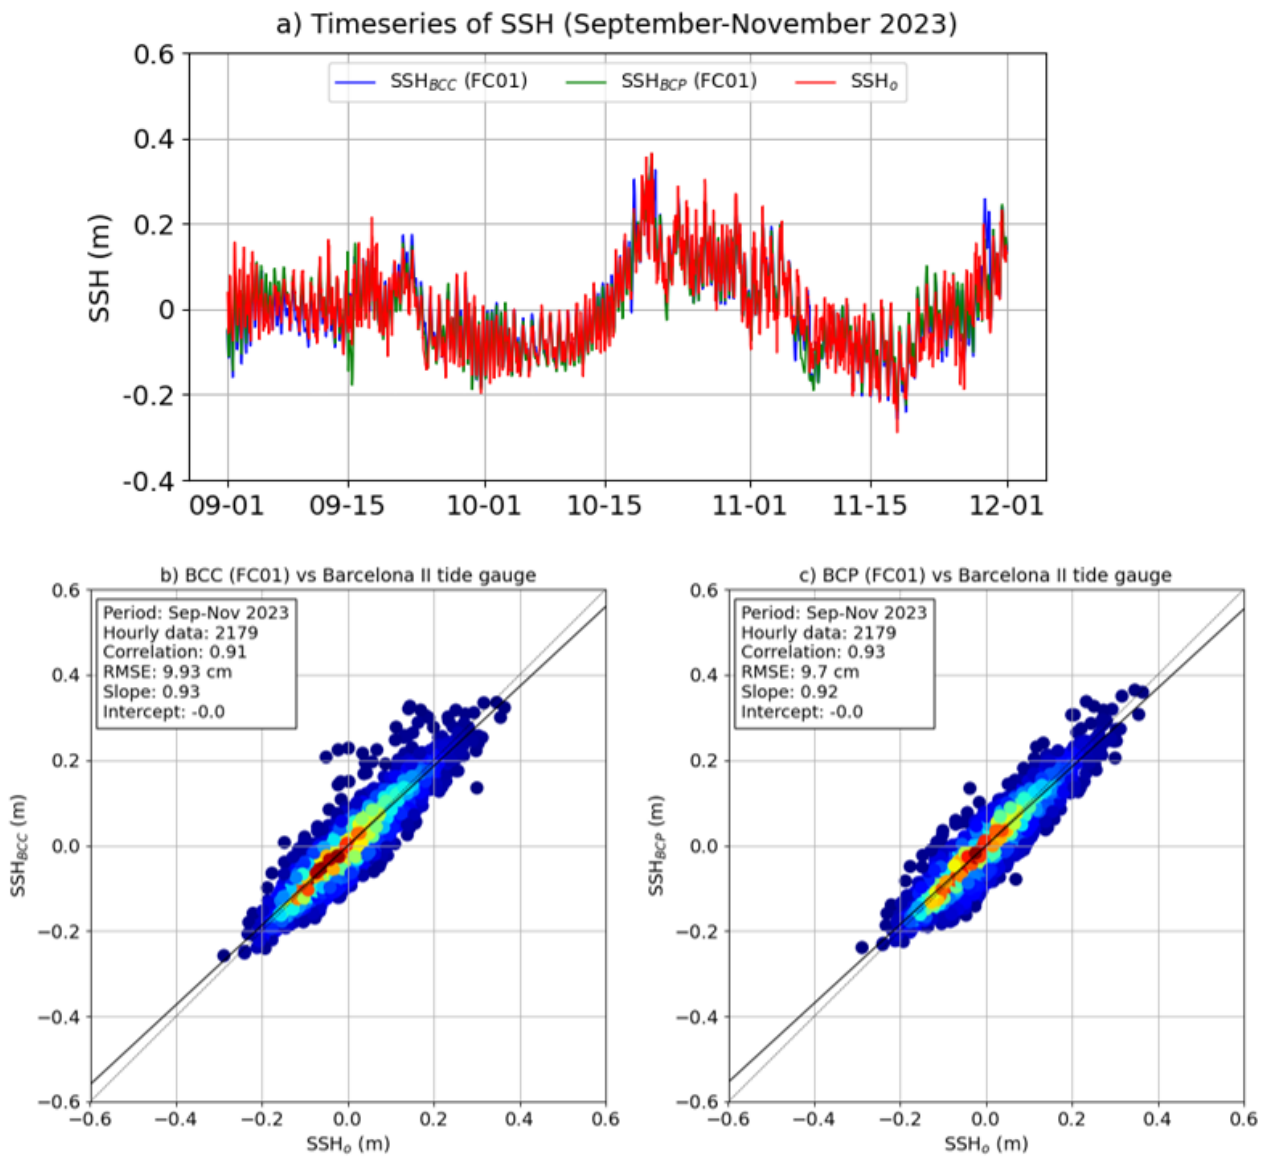 a) Timeseries of SSH (September-November 2023)
0.6
SSH_BCC (FC01) SSH_BCP (FC01) SSH_o
0.4
0.2
0
-0.2
-0.4
SSH (m)
09-01 09-15 10-01 10-15 11-01 11-15 12-01
b) BCC (FC01) vs Barcelona II tide gauge
0.6
Period: Sep-Nov 2023
Hourly data: 2179
Correlation: 0.91
RMSE: 9.93 cm
Slope: 0.93
Intercept: -0.0
0.4
0.2
0.0
−0.2
−0.4
−0.6
SSH_BCC (m)
−0.6 −0.4 −0.2 0.0 0.2 0.4 0.6
SSH_o (m)
c) BCP (FC01) vs Barcelona II tide gauge
0.6
Period: Sep-Nov 2023
Hourly data: 2179
Correlation: 0.93
RMSE: 9.7 cm
Slope: 0.92
Intercept: -0.0
0.4
0.2
0.0
−0.2
−0.4
−0.6
SSH_BCP (m)
−0.6 −0.4 −0.2 0.0 0.2 0.4 0.6
SSH_o (m)